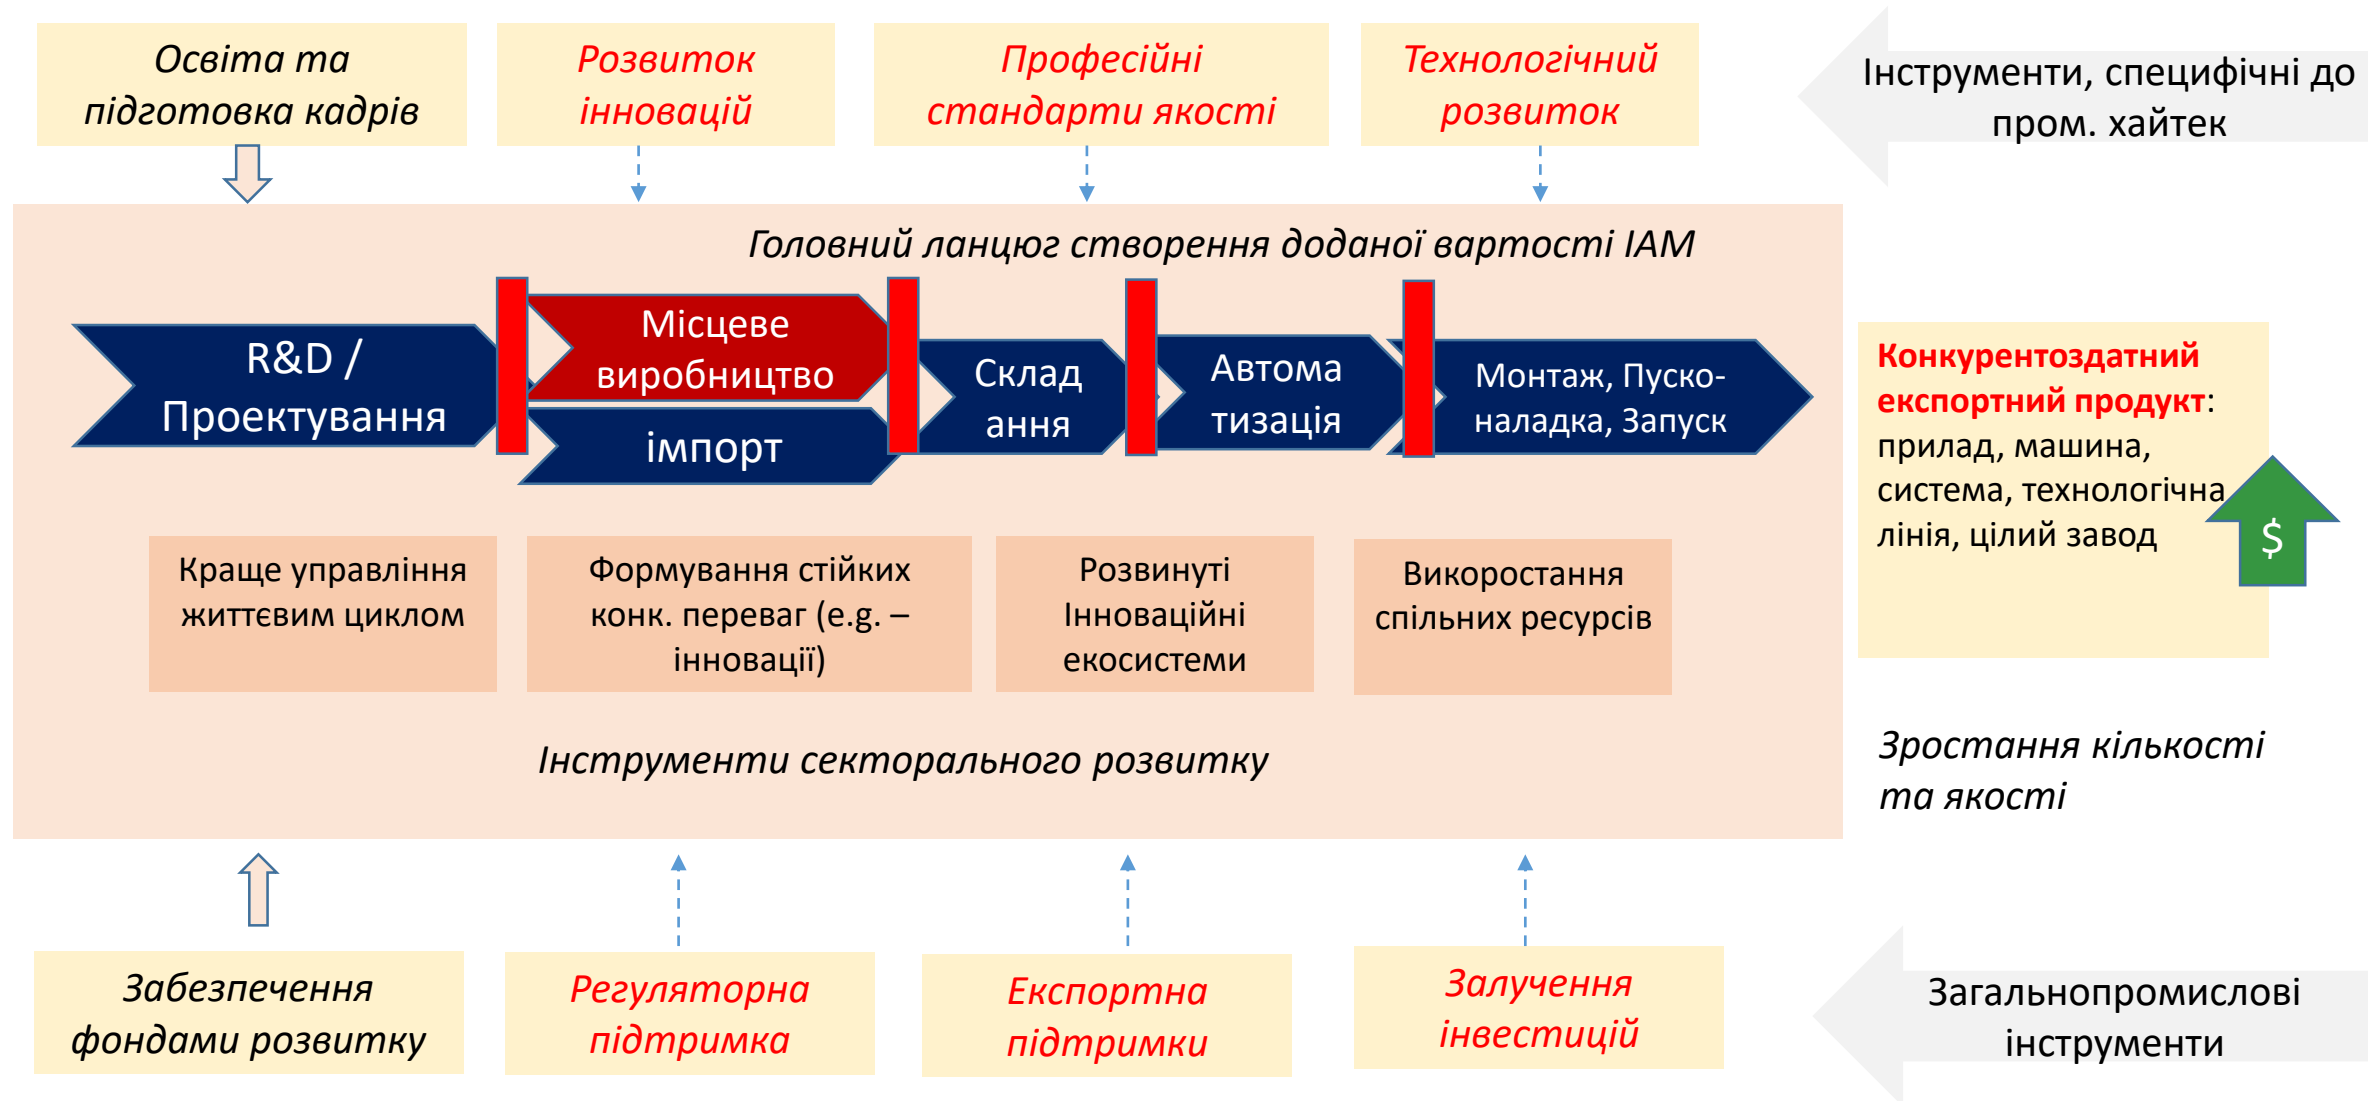 Освіта та
підготовка кадрів
Розвиток
інновацій
Професійні
стандарти якості
Технологічний
розвиток
Інструменти, специфічні до
пром. хайтек
Головний ланцюг створення доданої вартості ІАМ
R&D /
Проектування
Місцеве
виробництво
імпорт
Склад
ання
Автома
тизація
Монтаж, Пуско-
наладка, Запуск
Конкурентоздатний
експортний продукт:
прилад, машина,
система, технологічна
лінія, цілий завод
$
Краще управління
життєвим циклом
Формування стійких
конк. переваг (e.g. –
інновації)
Розвинуті
Інноваційні
екосистеми
Викоростання
спільних ресурсів
Інструменти секторального розвитку
Зростання кількості
та якості
Забезпечення
фондами розвитку
Регуляторна
підтримка
Експортна
підтримки
Залучення
інвестицій
Загальнопромислові
інструменти